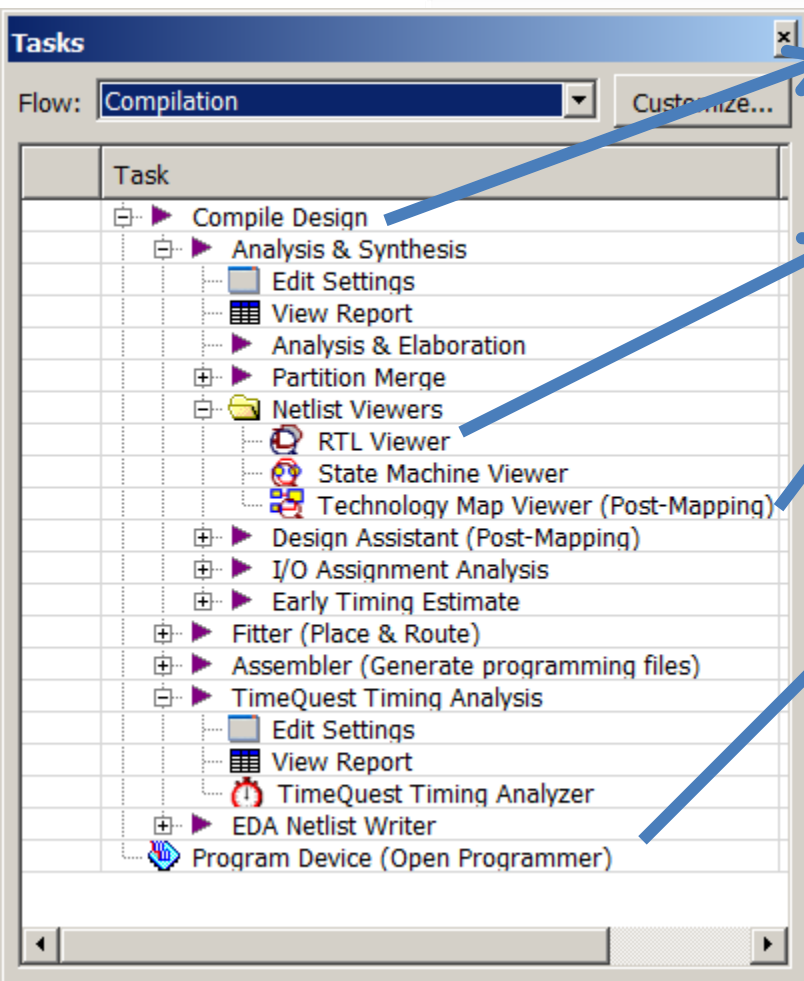 Tasks
Flow: Compilation Customize...
Task
Compile Design
Analysis & Synthesis
Edit Settings
View Report
Analysis & Elaboration
Partition Merge
Netlist Viewers
RTL Viewer
State Machine Viewer
Technology Map Viewer (Post-Mapping)
Design Assistant (Post-Mapping)
I/O Assignment Analysis
Early Timing Estimate
Fitter (Place & Route)
Assembler (Generate programming files)
TimeQuest Timing Analysis
Edit Settings
View Report
TimeQuest Timing Analyzer
EDA Netlist Writer
Program Device (Open Programmer)